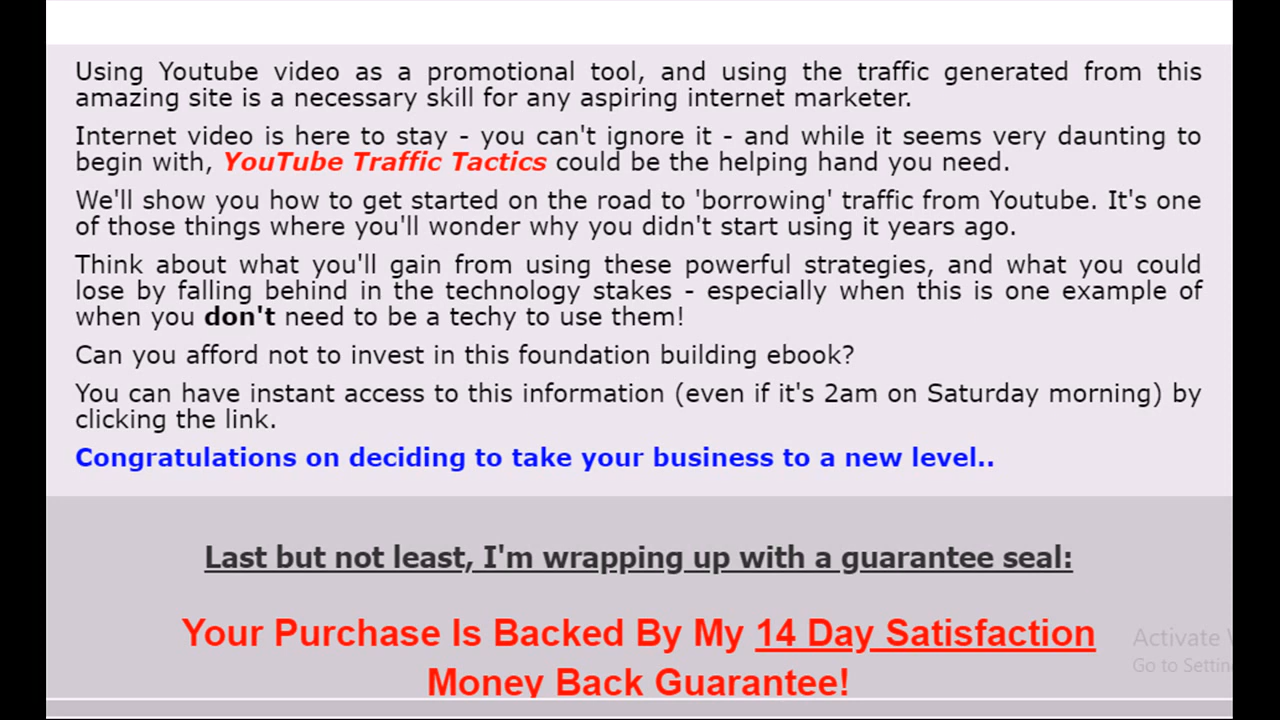 Using Youtube video as a promotional tool, and using the traffic generated from this
amazing site is a necessary skill for any aspiring internet marketer.
Internet video is here to stay - you can't ignore it - and while it seems very daunting to
begin with, YouTube Traffic Tactics could be the helping hand you need.
We'll show you how to get started on the road to 'borrowing' traffic from Youtube. It's one
of those things where you'll wonder why you didn't start using it years ago.
Think about what you'll gain from using these powerful strategies, and what you could
lose by falling behind in the technology stakes - especially when this is one example of
when you don't need to be a techy to use them!
Can you afford not to invest in this foundation building ebook?
You can have instant access to this information (even if it's 2am on Saturday morning) by
clicking the link.
Congratulations on deciding to take your business to a new level..
Last but not least, I'm wrapping up with a guarantee seal:
Your Purchase Is Backed By My 14 Day Satisfaction
Money Back Guarantee!
Activate
Go to Settin